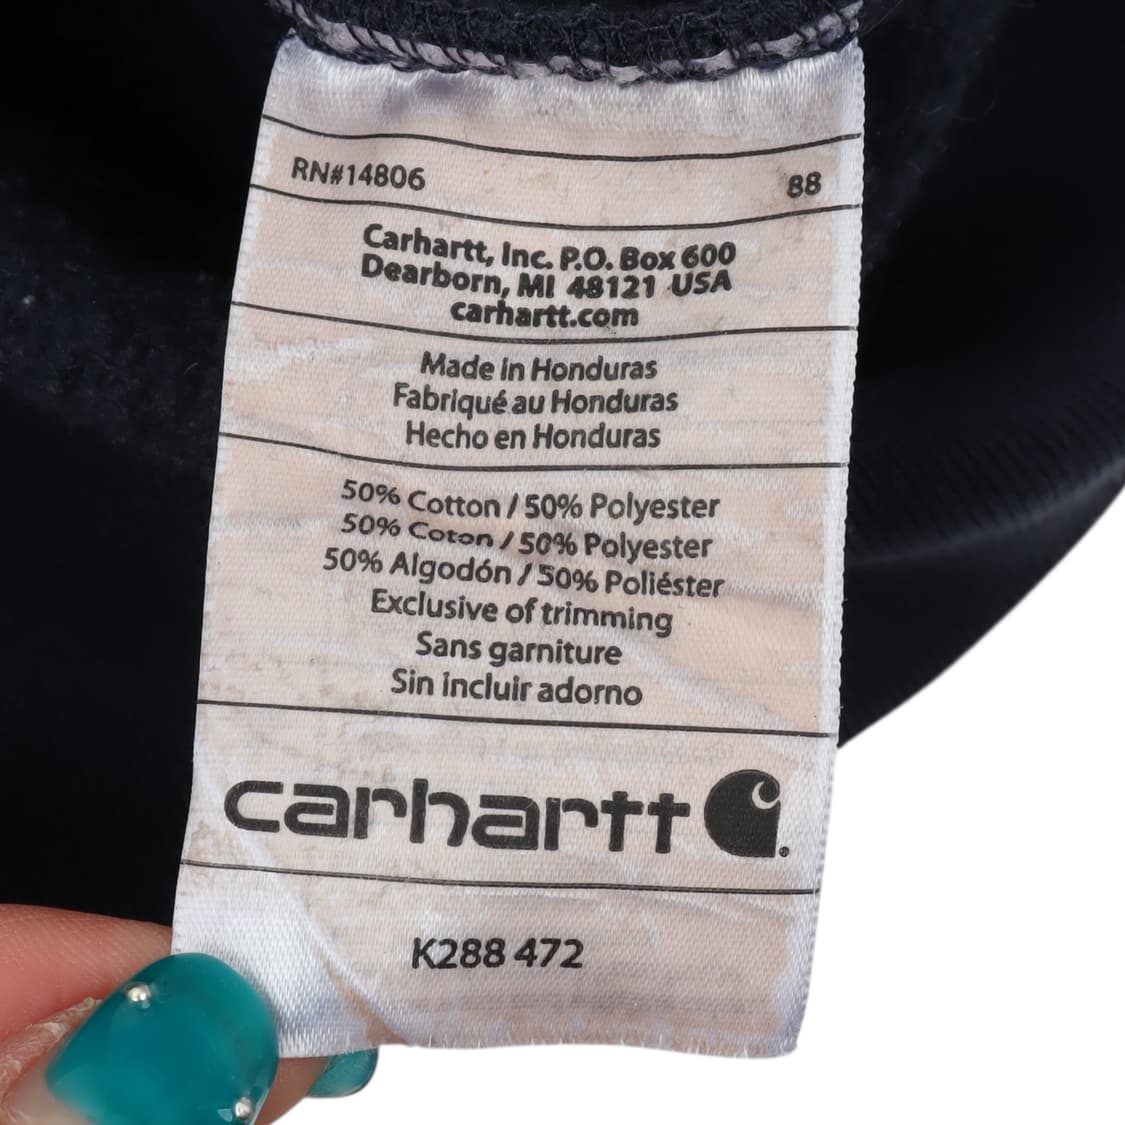 RN#14806 88
Carhartt, Inc. P.O. Box 600
Dearborn, MI 48121 USA
carhartt.com
Made in Honduras
Fabriqué au Honduras
Hecho en Honduras
50% Cotton / 50% Polyester
50% Coton / 50% Polyester
50% Algodón / 50% Poliéster
Exclusive of trimming
Sans garniture
Sin incluir adorno
carhartt
K288 472